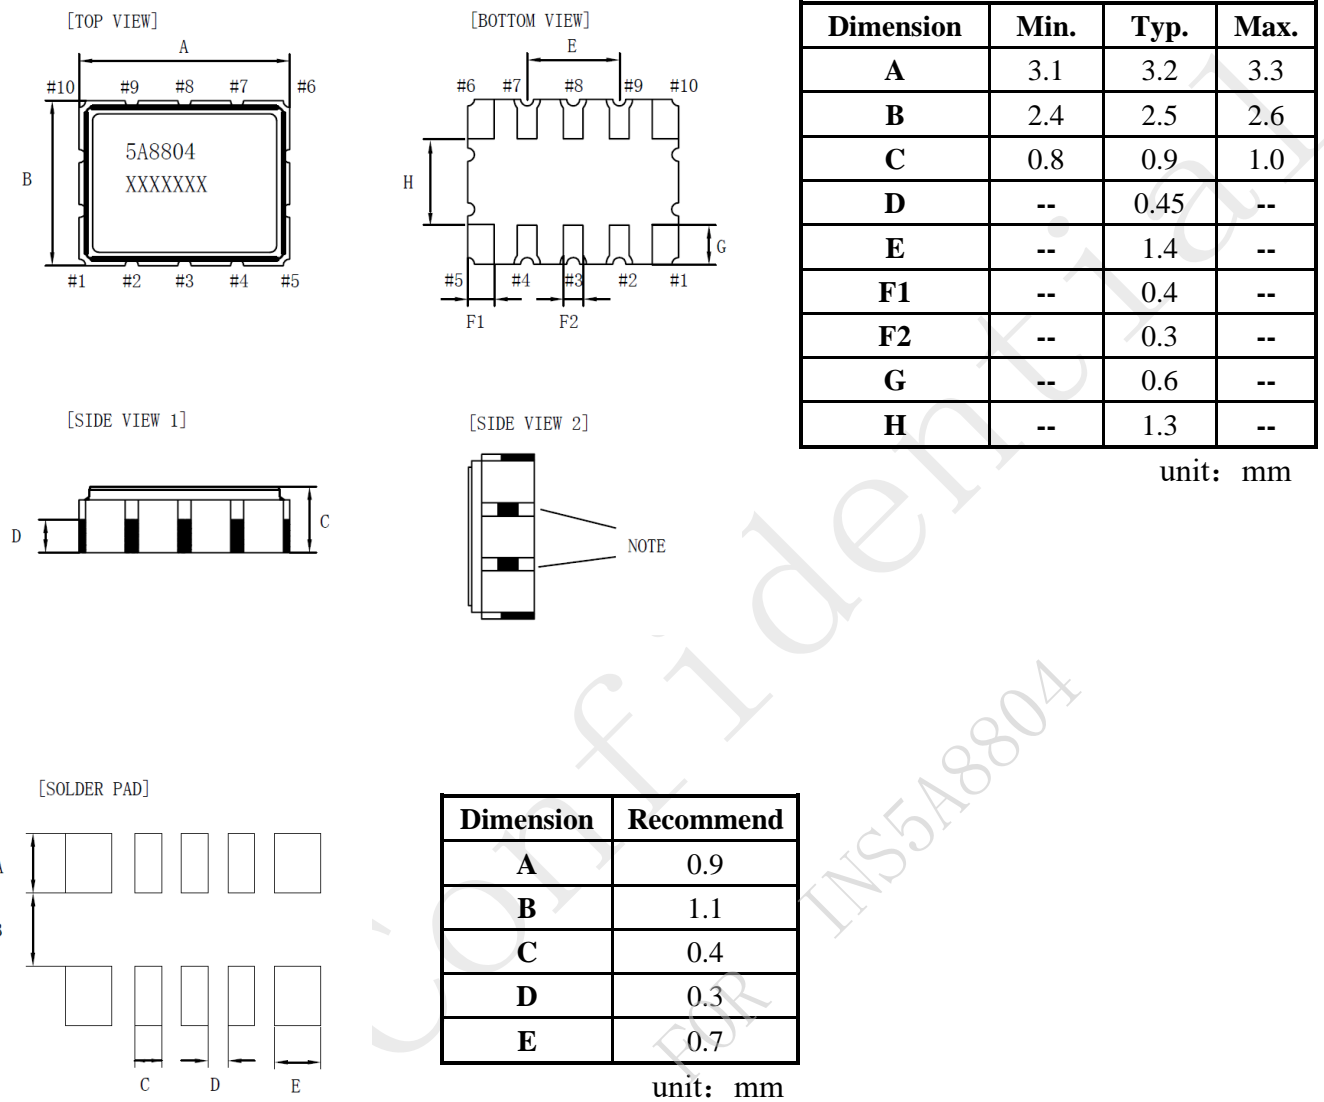 [TOP VIEW]
A
#10 #9 #8 #7 #6
B
5A8804
XXXXXXX
#1 #2 #3 #4 #5
[BOTTOM VIEW]
E
#6 #7 #8 #9 #10
H
G
#5 #4 #3 #2 #1
F1 F2
Dimension Min. Typ. Max.
A 3.1 3.2 3.3
B 2.4 2.5 2.6
C 0.8 0.9 1.0
D -- 0.45 --
E -- 1.4 --
F1 -- 0.4 --
F2 -- 0.3 --
G -- 0.6 --
H -- 1.3 --
unit：mm
[SIDE VIEW 1]
D
C
[SIDE VIEW 2]
NOTE
[SOLDER PAD]
A
B
C D E
Dimension Recommend
A 0.9
B 1.1
C 0.4
D 0.3
E 0.7
unit：mm
Confidential
FOR INS5A8804